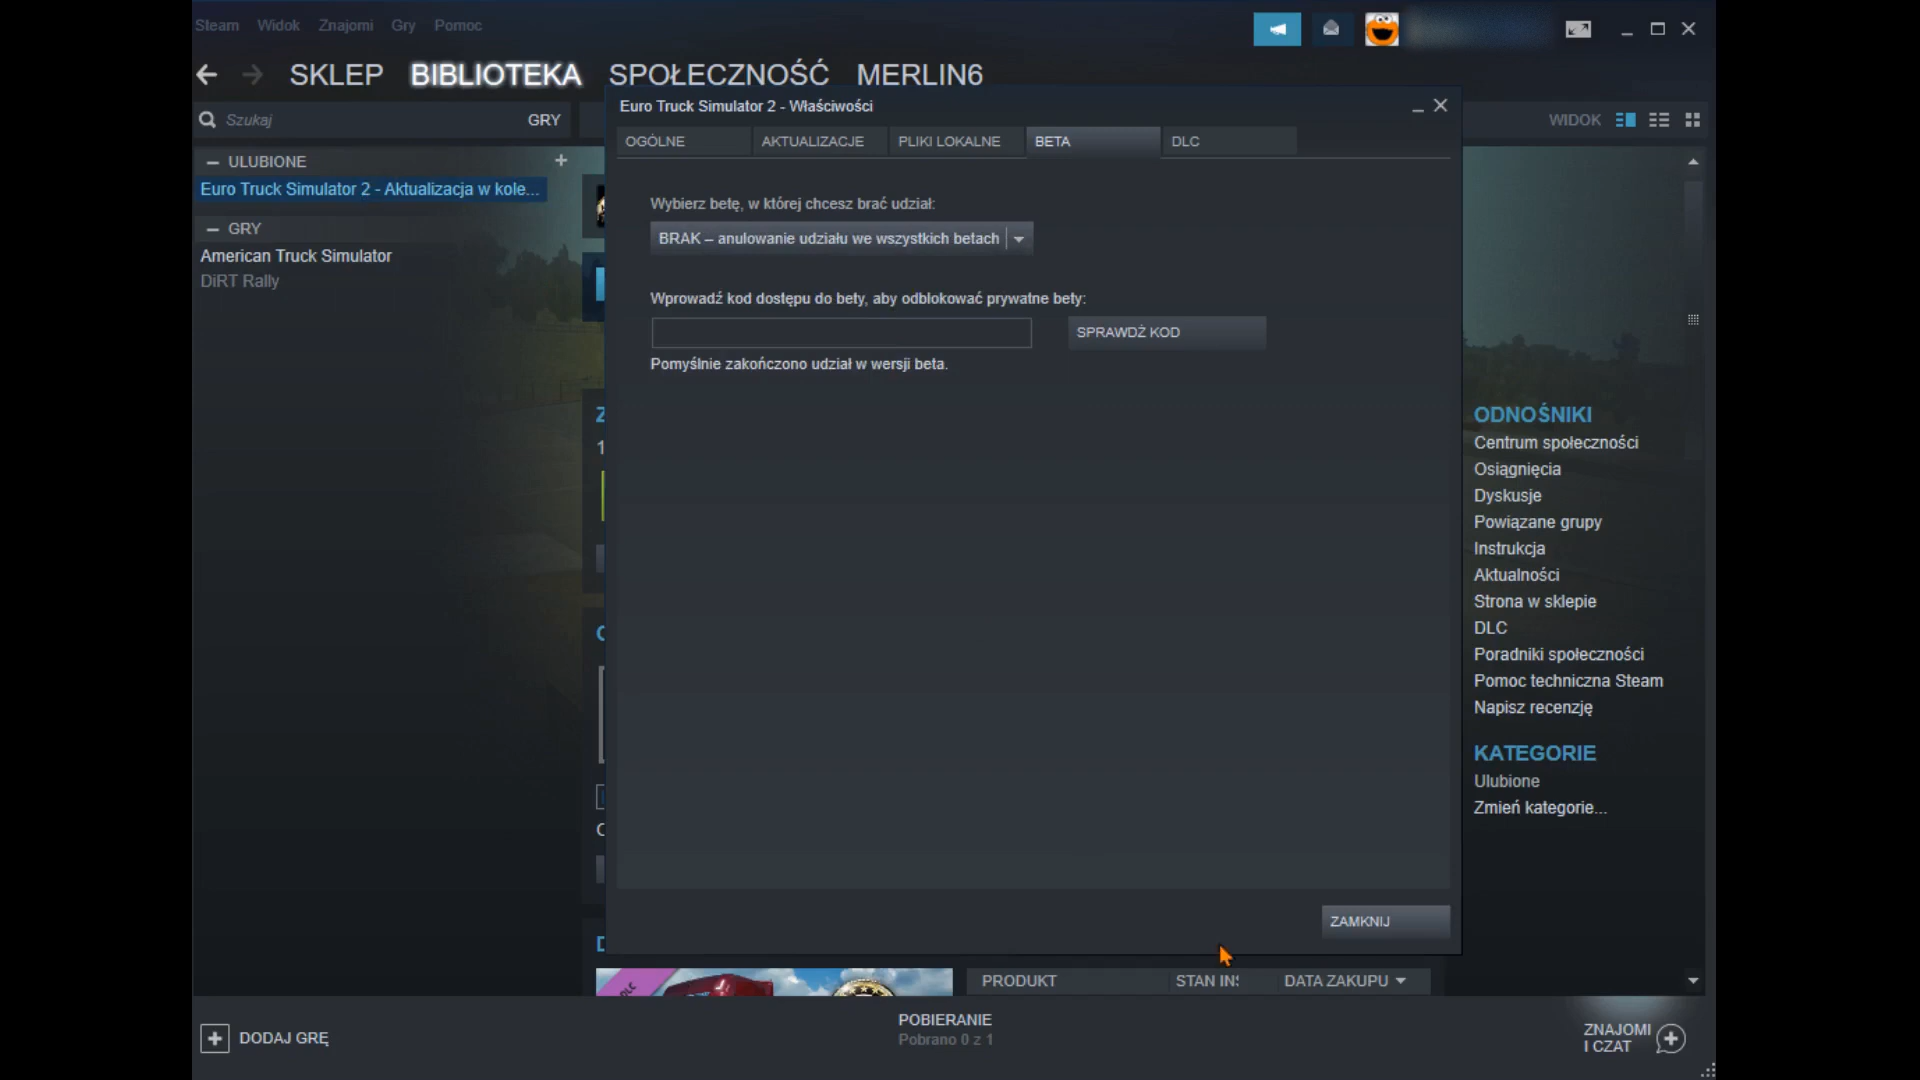 Steam Widok Znajomi Gry Pomoc
SKLEP BIBLIOTEKA SPOŁECZNOŚĆ MERLIN6
Szukaj GRY
WIDOK
ULUBIONE
Euro Truck Simulator 2 - Aktualizacja w kole...
GRY
American Truck Simulator
DiRT Rally
Euro Truck Simulator 2 - Właściwości
OGÓLNE AKTUALIZACJE PLIKI LOKALNE BETA DLC
Wybierz betę, w której chcesz brać udział:
BRAK – anulowanie udziału we wszystkich betach
Wprowadź kod dostępu do bety, aby odblokować prywatne bety:
SPRAWDŹ KOD
Pomyślnie zakończono udział w wersji beta.
ZAMKNIJ
ODNOŚNIKI
Centrum społeczności
Osiągnięcia
Dyskusje
Powiązane grupy
Instrukcja
Aktualności
Strona w sklepie
DLC
Poradniki społeczności
Pomoc techniczna Steam
Napisz recenzję
KATEGORIE
Ulubione
Zmień kategorie...
DLC
PRODUKT STAN INS DATA ZAKUPU
DODAJ GRĘ
POBIERANIE
Pobrano 0 z 1
ZNAJOMI
I CZAT